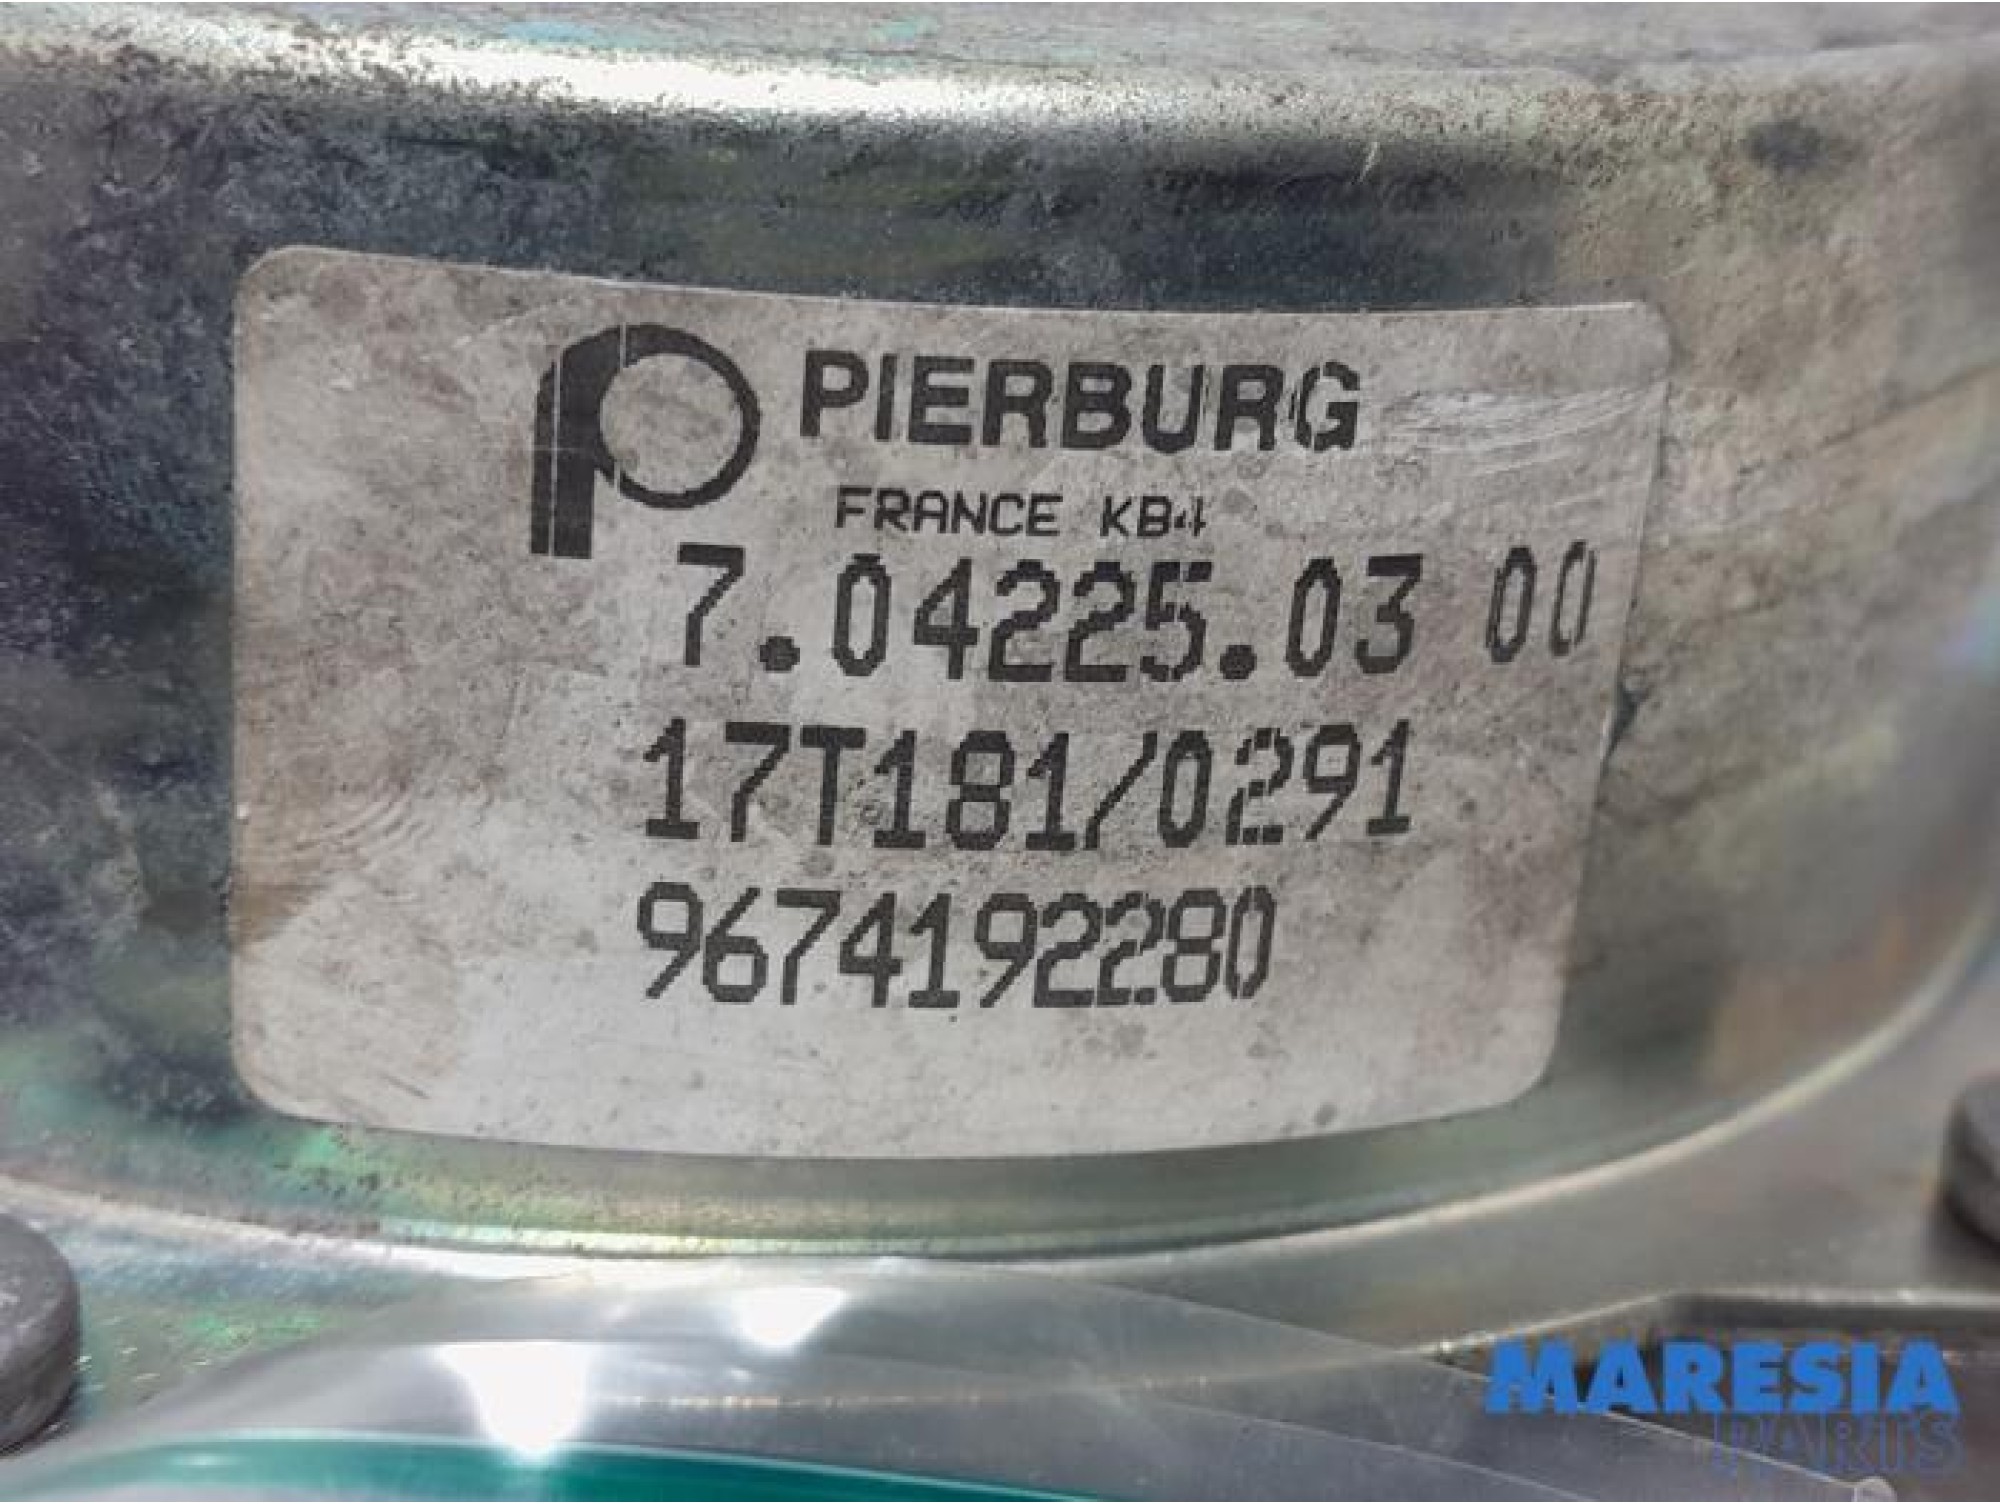 PIERBURG
FRANCE KB4
7.04225.03 00
17T181/0291
9674192280
MARESIA
PARTS